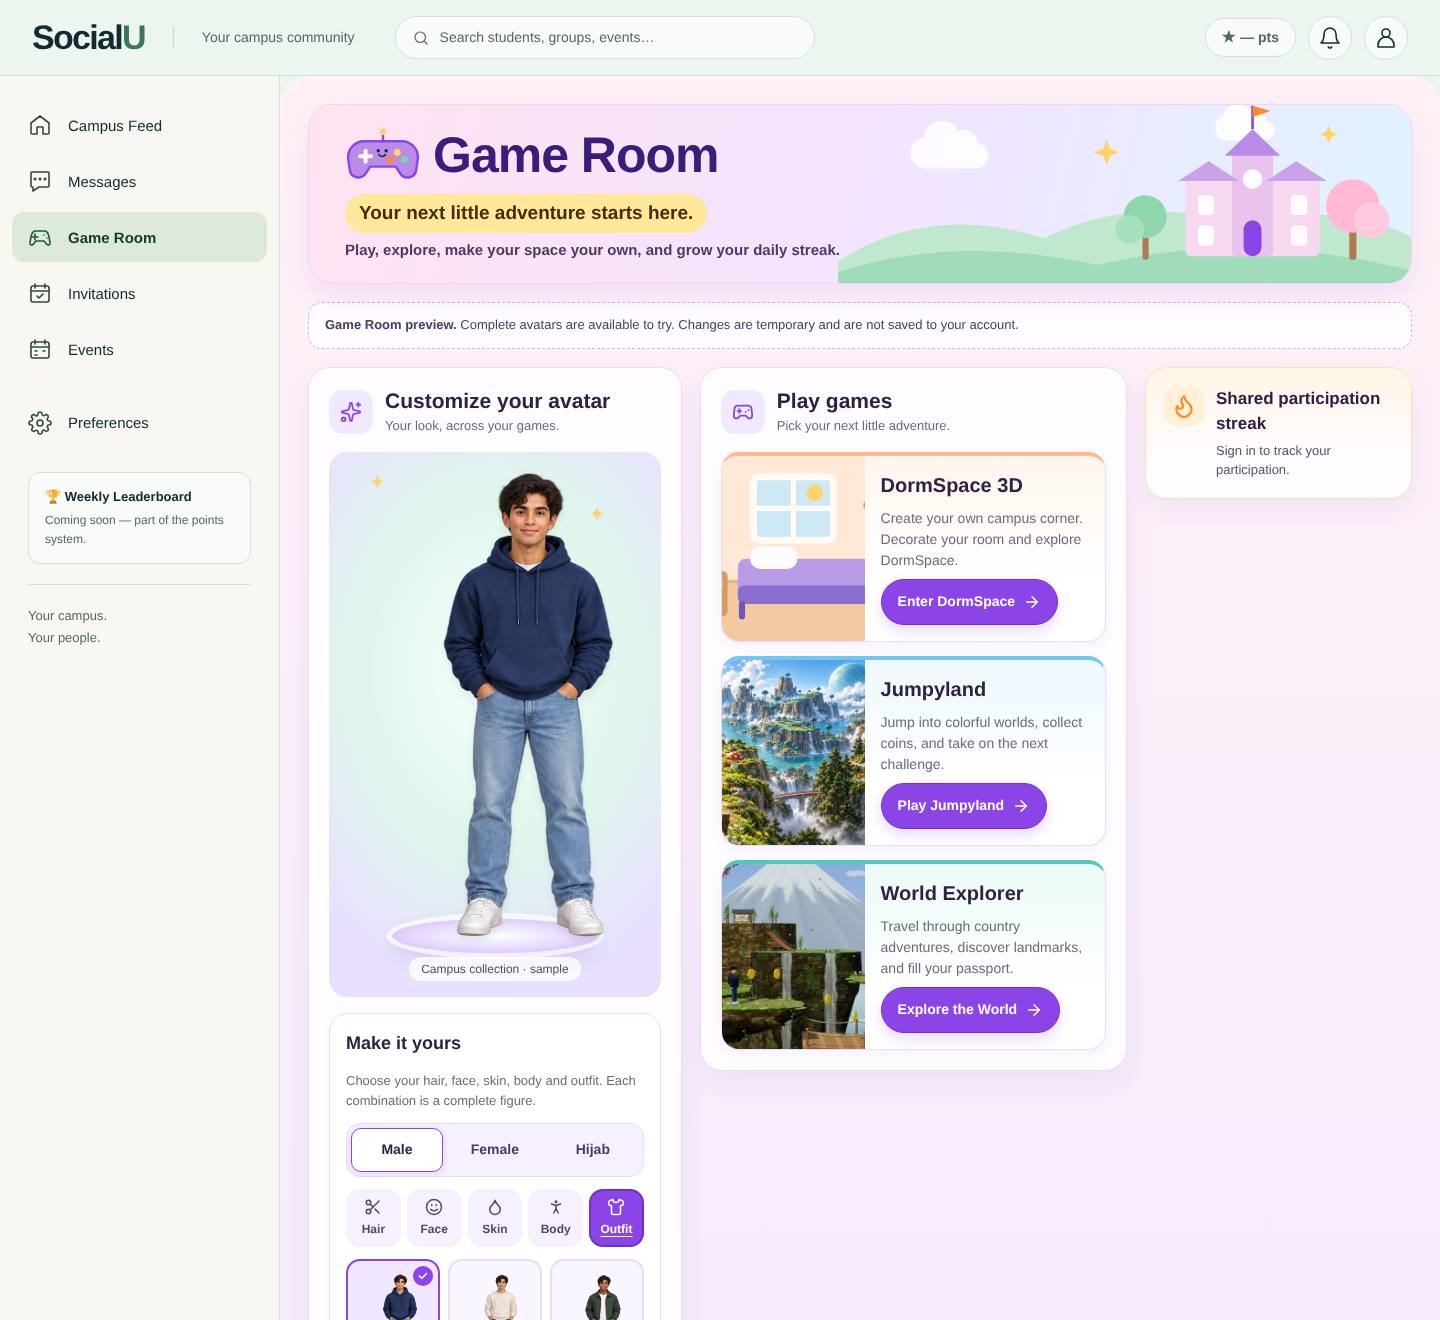 SocialU
Your campus community
Search students, groups, events…
★ — pts
Campus Feed
Messages
Game Room
Invitations
Events
Preferences
🏆 Weekly Leaderboard
Coming soon — part of the points
system.
Your campus.
Your people.
Game Room
Your next little adventure starts here.
Play, explore, make your space your own, and grow your daily streak.
Game Room preview. Complete avatars are available to try. Changes are temporary and are not saved to your account.
Customize your avatar
Your look, across your games.
Campus collection · sample
Make it yours
Choose your hair, face, skin, body and outfit. Each
combination is a complete figure.
Male
Female
Hijab
Hair
Face
Skin
Body
Outfit
Play games
Pick your next little adventure.
DormSpace 3D
Create your own campus corner.
Decorate your room and explore
DormSpace.
Enter DormSpace
Jumpyland
Jump into colorful worlds, collect
coins, and take on the next
challenge.
Play Jumpyland
World Explorer
Travel through country
adventures, discover landmarks,
and fill your passport.
Explore the World
Shared participation
streak
Sign in to track your
participation.